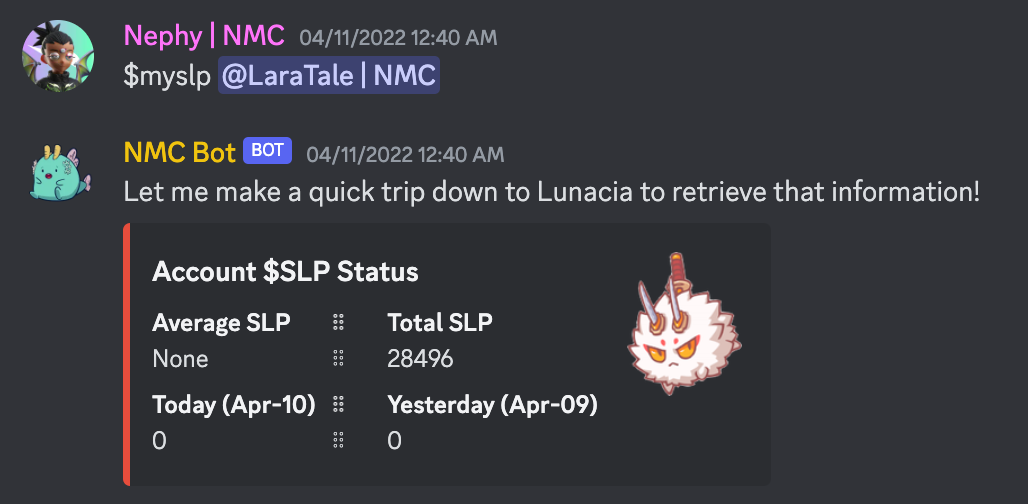 Nephy | NMC 04/11/2022 12:40 AM
$myslp @LaraTale | NMC
NMC Bot BOT 04/11/2022 12:40 AM
Let me make a quick trip down to Lunacia to retrieve that information!
Account $SLP Status
Average SLP ⠿ Total SLP
None ⠿ 28496
Today (Apr-10) ⠿ Yesterday (Apr-09)
0 ⠿ 0